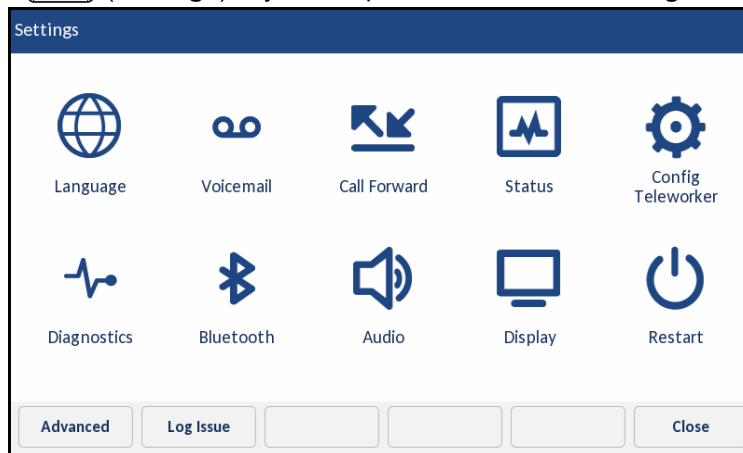 Settings
Language
Voicemail
Call Forward
Status
Config
Teleworker
Diagnostics
Bluetooth
Audio
Display
Restart
Advanced
Log Issue
Close